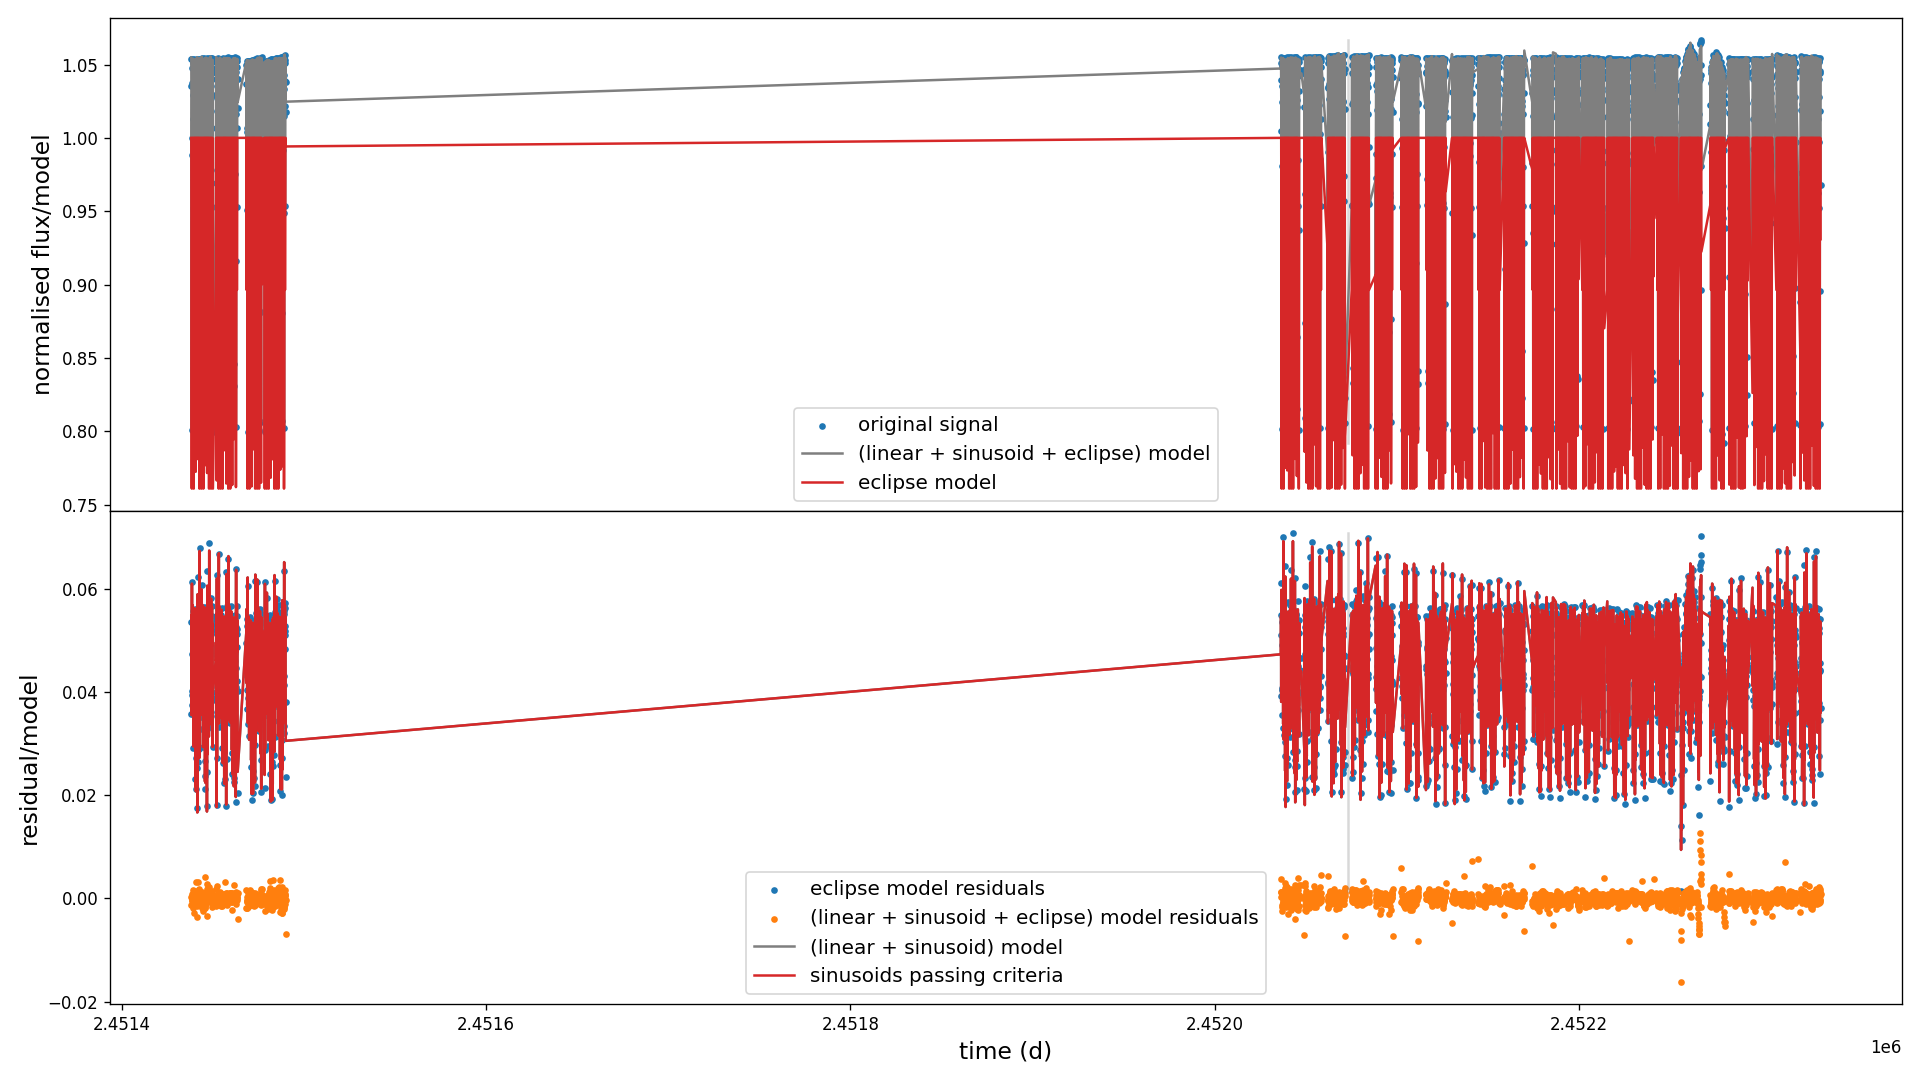 normalised flux/model
1.05
1.00
0.95
0.90
0.85
0.80
0.75
original signal
(linear + sinusoid + eclipse) model
eclipse model
residual/model
0.06
0.04
0.02
0.00
−0.02
eclipse model residuals
(linear + sinusoid + eclipse) model residuals
(linear + sinusoid) model
sinusoids passing criteria
2.4514
2.4516
2.4518
2.4520
2.4522
1e6
time (d)